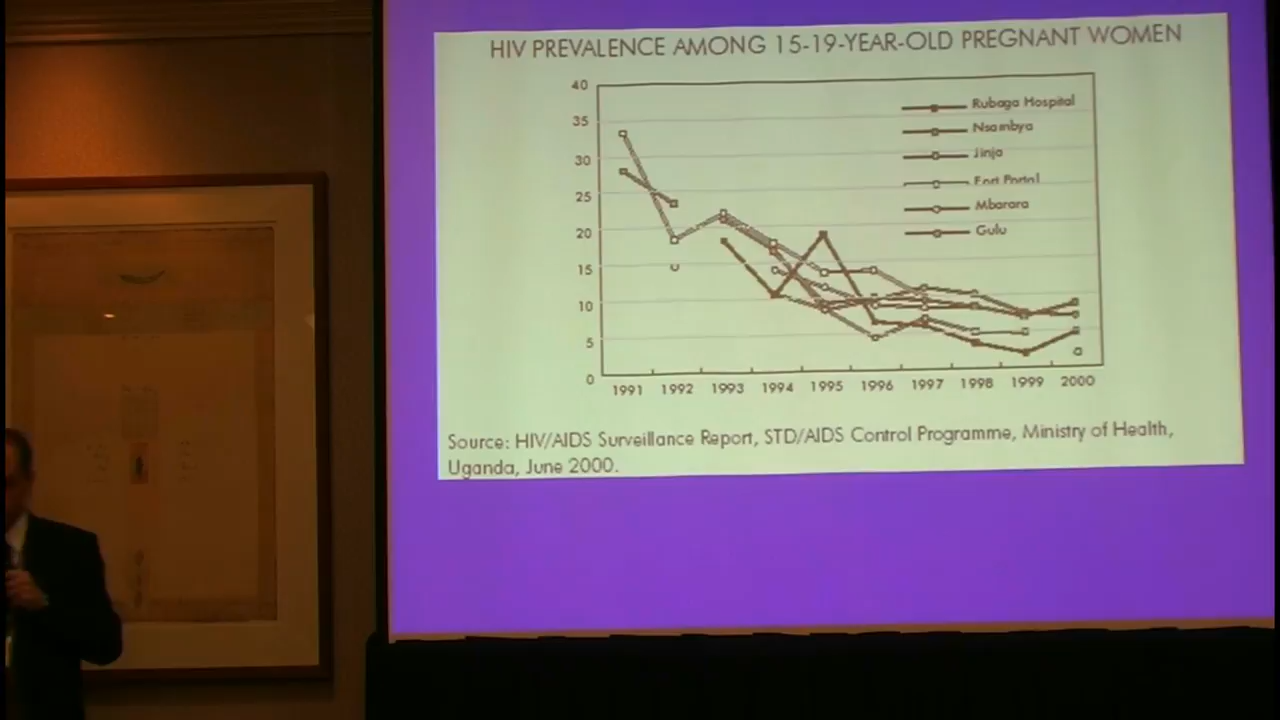 HIV PREVALENCE AMONG 15-19-YEAR-OLD PREGNANT WOMEN
40
35
30
25
20
15
10
5
0
Rubaga Hospital
Nsambya
Jinja
Fort Portal
Mbarara
Gulu
1991 1992 1993 1994 1995 1996 1997 1998 1999 2000
Source: HIV/AIDS Surveillance Report, STD/AIDS Control Programme, Ministry of Health,
Uganda, June 2000.